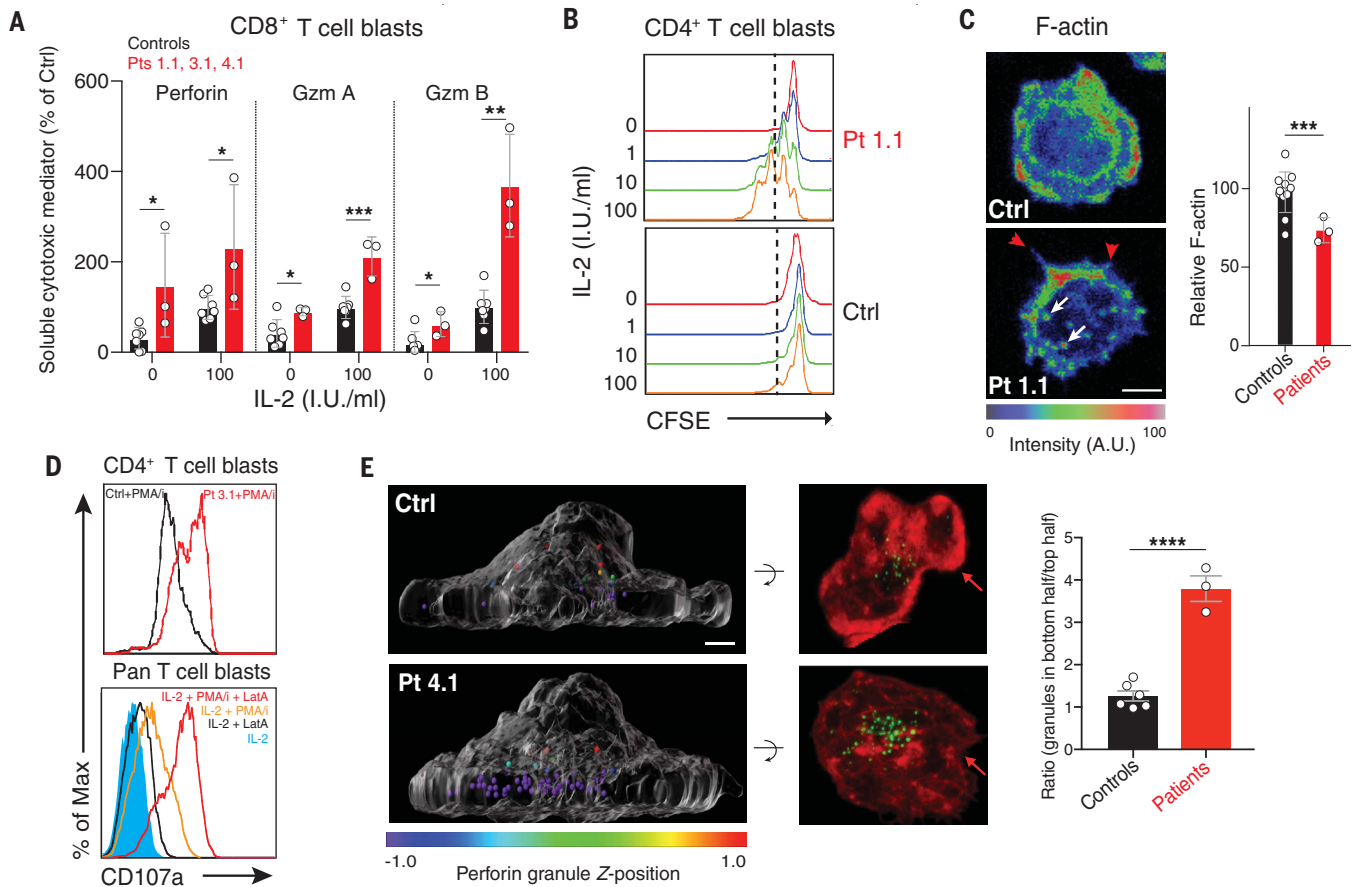 A
CD8+ T cell blasts
Controls
Pts 1.1, 3.1, 4.1
Soluble cytotoxic mediator (% of Ctrl)
600
400
200
0
Perforin
Gzm A
Gzm B
*
*
*
***
*
**
0
100
0
100
0
100
IL-2 (I.U./ml)
B
CD4+ T cell blasts
IL-2 (I.U./ml)
0
1
10
100
Pt 1.1
0
1
10
100
Ctrl
CFSE
C
F-actin
Ctrl
Pt 1.1
0
100
Intensity (A.U.)
Relative F-actin
100
50
0
***
Controls
Patients
D
CD4+ T cell blasts
Ctrl+PMA/i
Pt 3.1+PMA/i
Pan T cell blasts
IL-2 + PMA/i + LatA
IL-2 + PMA/i
IL-2 + LatA
IL-2
% of Max
CD107a
E
Ctrl
Pt 4.1
-1.0
1.0
Perforin granule Z-position
Ratio (granules in bottom half/top half)
5
4
3
2
1
0
****
Controls
Patients